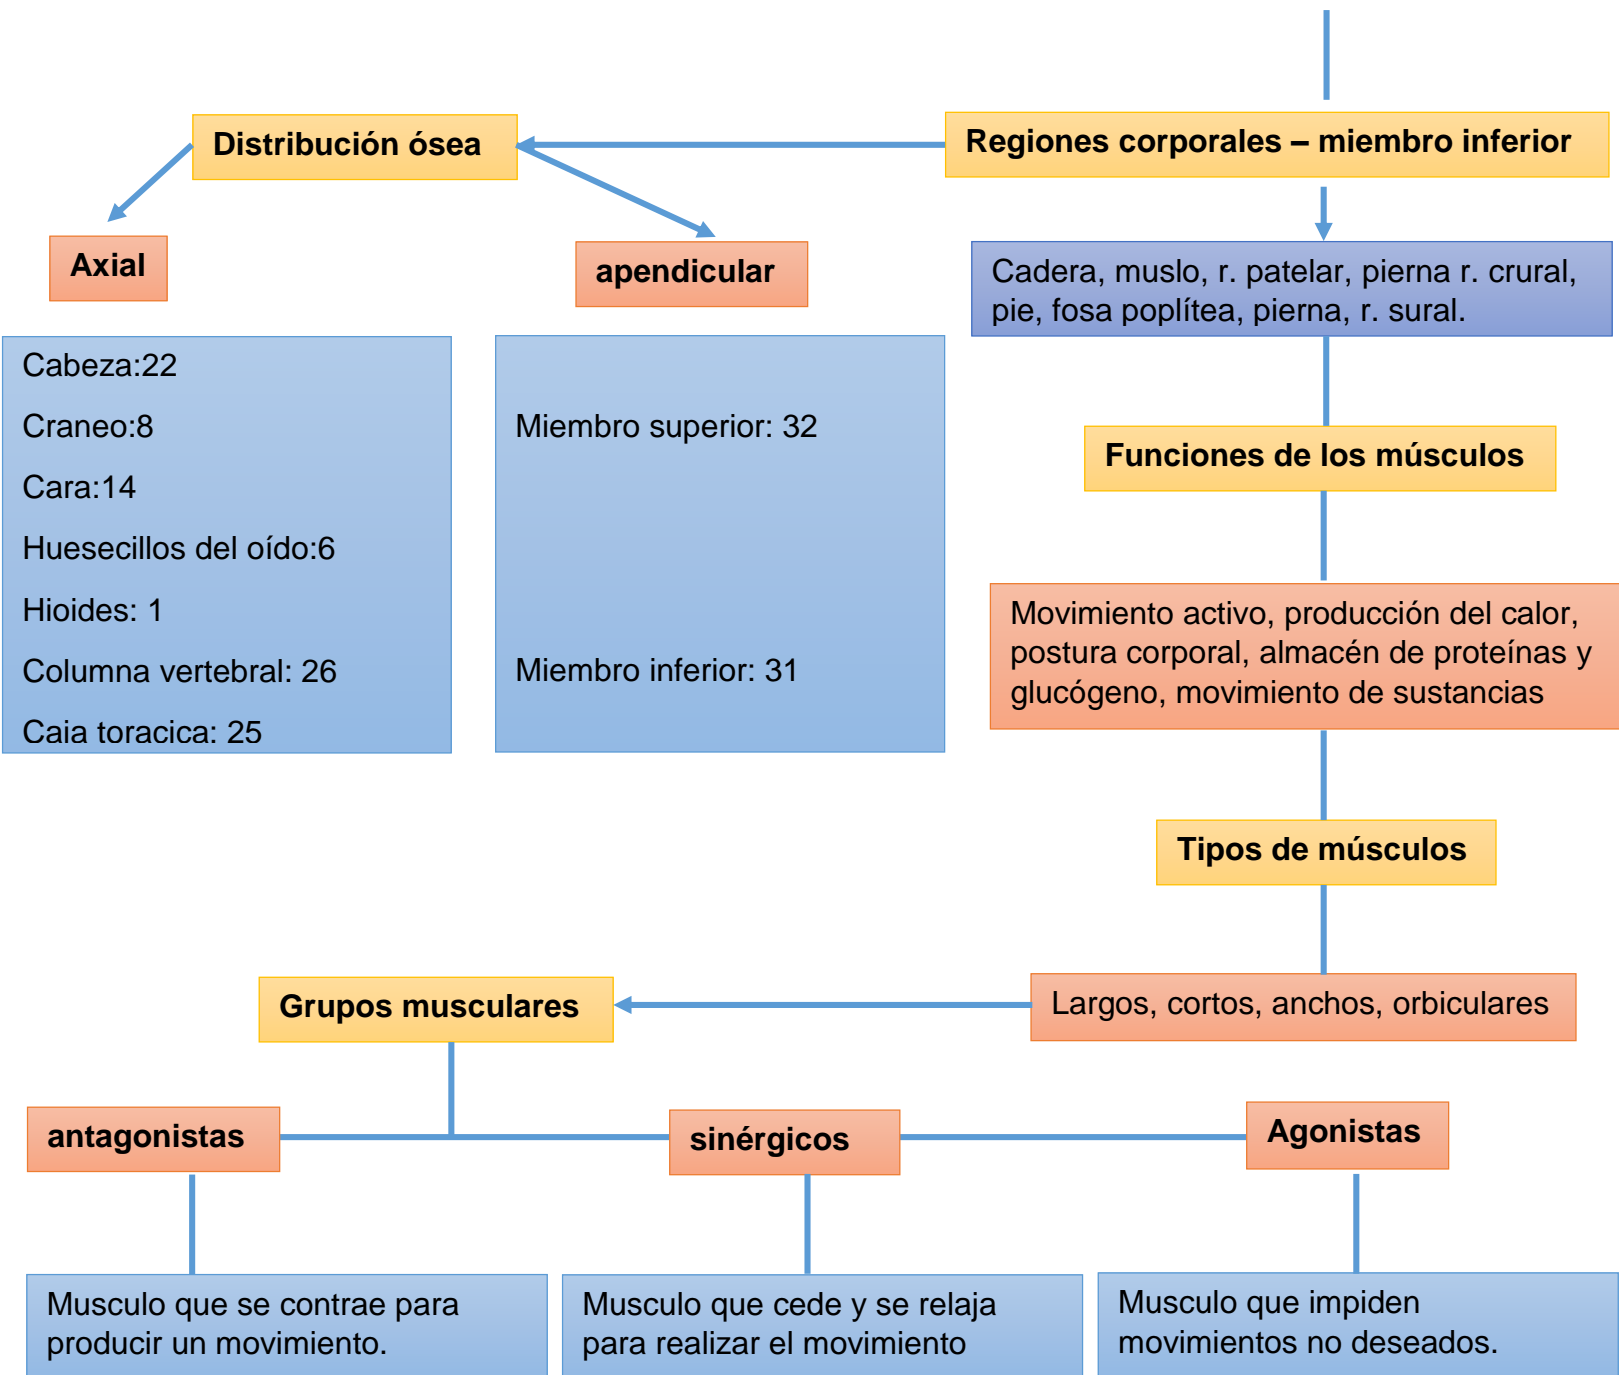 Distribución ósea
Regiones corporales – miembro inferior
Axial
apendicular
Cadera, muslo, r. patelar, pierna r. crural,
pie, fosa poplítea, pierna, r. sural.
Cabeza:22
Craneo:8
Cara:14
Huesecillos del oído:6
Hioides: 1
Columna vertebral: 26
Caja toracica: 25
Miembro superior: 32
Miembro inferior: 31
Funciones de los músculos
Movimiento activo, producción del calor,
postura corporal, almacén de proteínas y
glucógeno, movimiento de sustancias
Tipos de músculos
Largos, cortos, anchos, orbiculares
Grupos musculares
antagonistas
sinérgicos
Agonistas
Musculo que se contrae para
producir un movimiento.
Musculo que cede y se relaja
para realizar el movimiento
Musculo que impiden
movimientos no deseados.